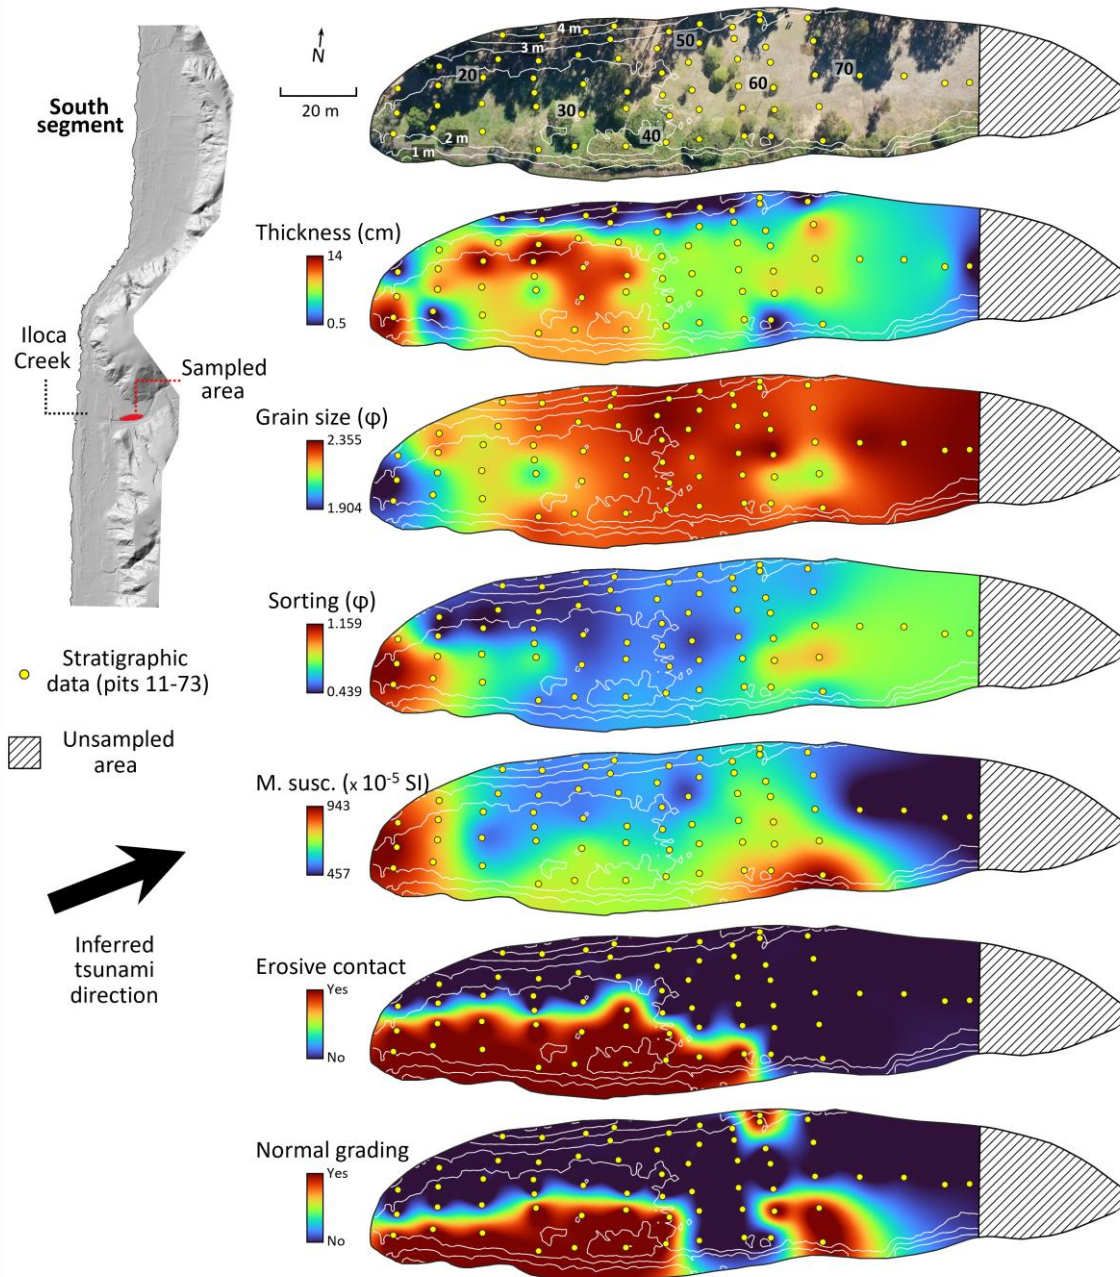 South
segment
Iloca
Creek
Sampled
area
Stratigraphic
data (pits 11-73)
Unsampled
area
Inferred
tsunami
direction
N
20 m
4 m
3 m
50
20
70
60
30
40
2 m
1 m
Thickness (cm)
14
0.5
Grain size (φ)
2.355
1.904
Sorting (φ)
1.159
0.439
M. susc. (x 10⁻⁵ SI)
943
457
Erosive contact
Yes
No
Normal grading
Yes
No